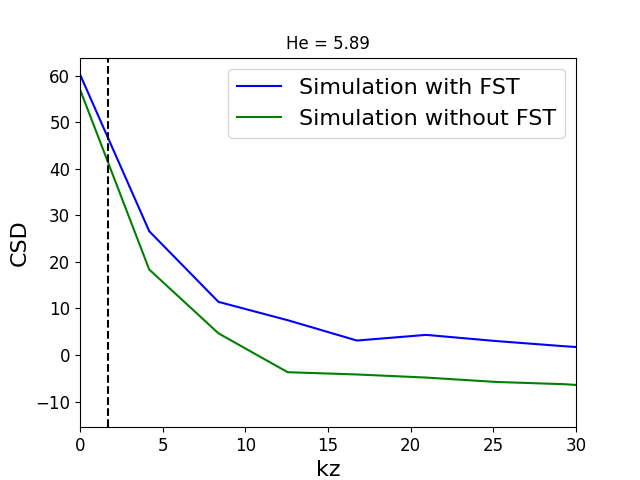 He = 5.89
Simulation with FST
Simulation without FST
CSD
60
50
40
30
20
10
0
−10
0 5 10 15 20 25 30
kz